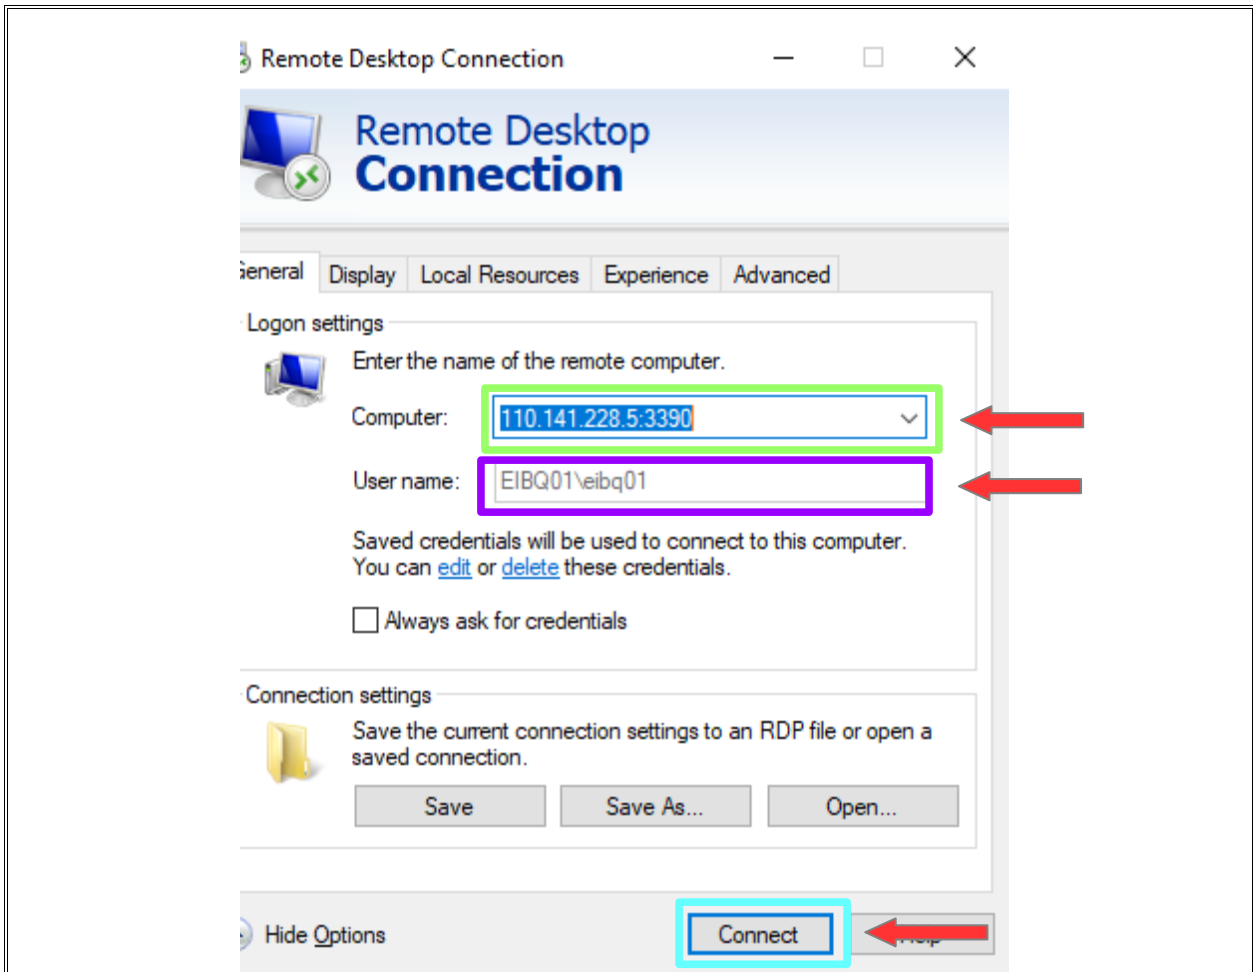 Remote Desktop Connection
Remote Desktop
Connection
General Display Local Resources Experience Advanced
Logon settings
Enter the name of the remote computer.
Computer: 110.141.228.5:3390
User name: EIBQ01\eibq01
Saved credentials will be used to connect to this computer.
You can edit or delete these credentials.
Always ask for credentials
Connection settings
Save the current connection settings to an RDP file or open a
saved connection.
Save Save As... Open...
Hide Options Connect Help